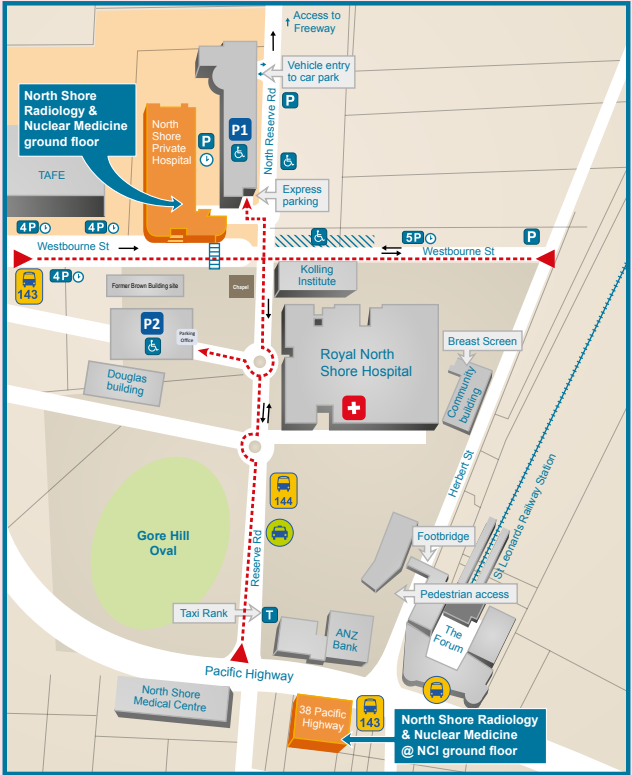 Access to
Freeway
Vehicle entry
to car park
North Shore
Radiology &
Nuclear Medicine
ground floor
P
North Reserve Rd
North
Shore
Private
Hospital
P
P1
TAFE
Express
parking
4P
4P
Westbourne St
5P
P
Westbourne St
143
4P
Former Brown Building site
Chapel
Kolling
Institute
P2
Parking
Office
Royal North
Shore Hospital
Breast Screen
Douglas
building
Community
building
Herbert St
St Leonards Railway Station
144
Gore Hill
Oval
Reserve Rd
Footbridge
Pedestrian access
Taxi Rank
T
ANZ
Bank
The
Forum
Pacific Highway
North Shore
Medical Centre
38 Pacific
Highway
143
North Shore Radiology
& Nuclear Medicine
@ NCI ground floor